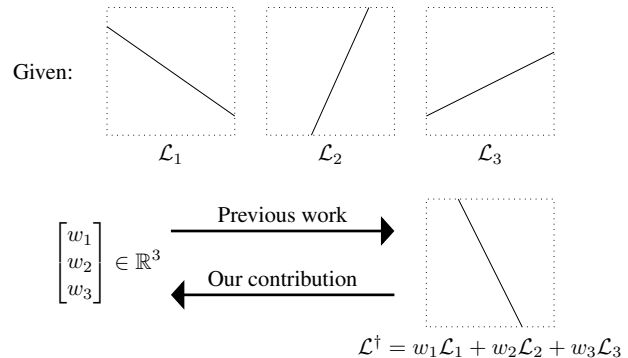 Given:
ℒ₁ ℒ₂ ℒ₃
Previous work
[w₁ w₂ w₃] ∈ ℝ³
Our contribution
ℒ† = w₁ℒ₁ + w₂ℒ₂ + w₃ℒ₃